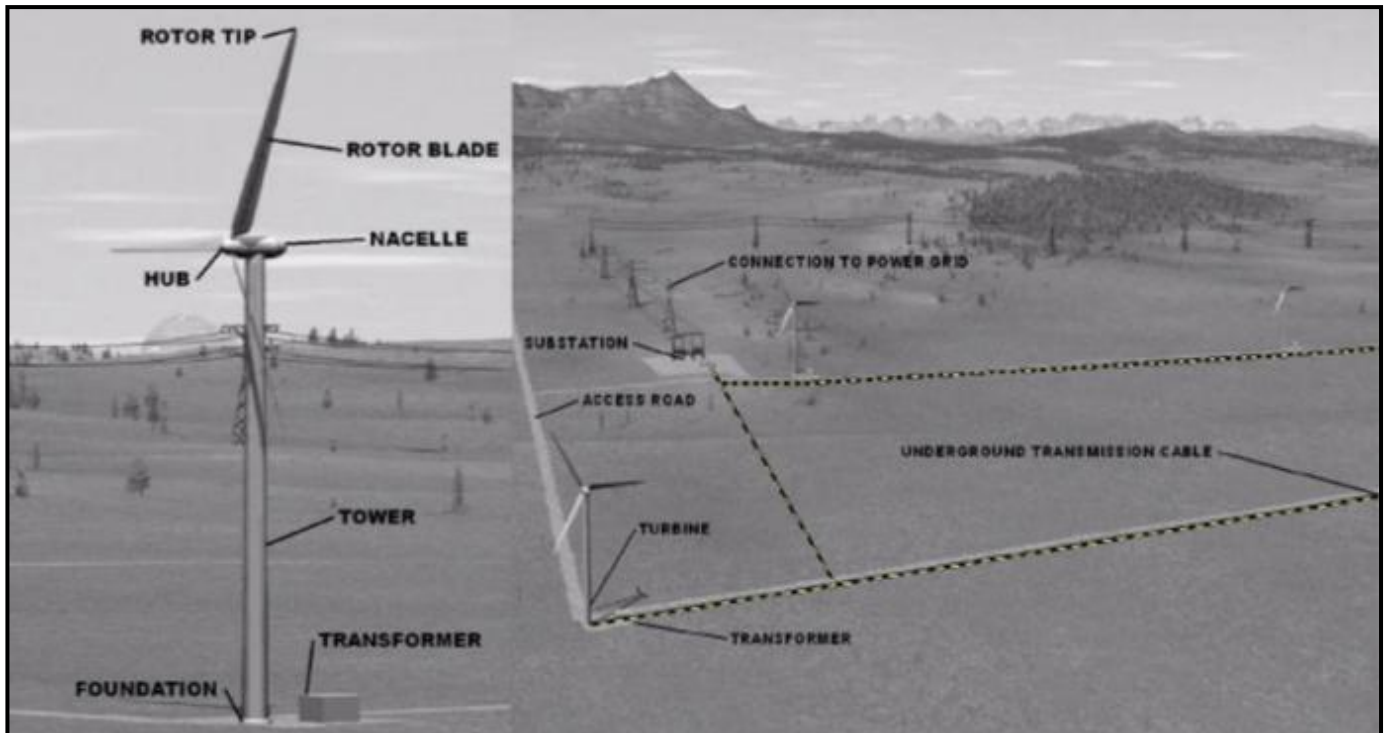 ROTOR TIP
ROTOR BLADE
NACELLE
HUB
TOWER
TRANSFORMER
FOUNDATION
CONNECTION TO POWER GRID
SUBSTATION
ACCESS ROAD
UNDERGROUND TRANSMISSION CABLE
TURBINE
TRANSFORMER